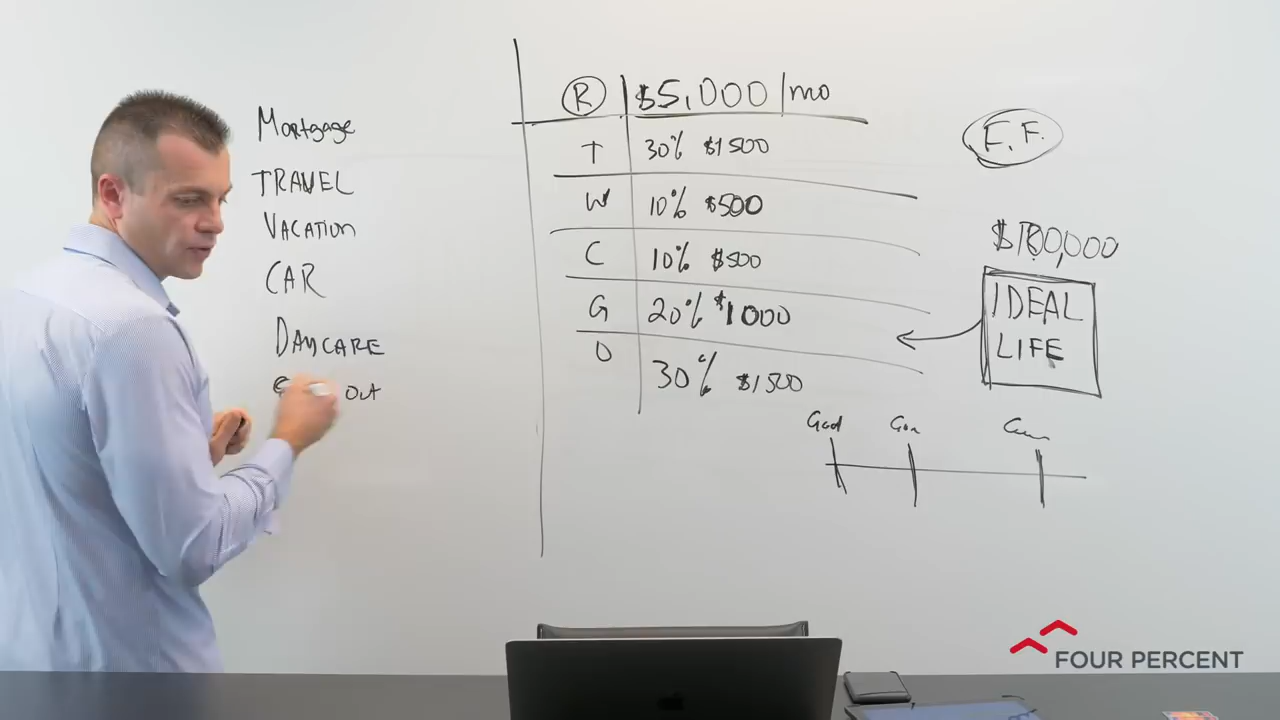 Mortgage
TRAVEL
VACATION
CAR
DAYCARE
OUT
R $5,000/mo
T 30% $1500
W 10% $500
C 10% $500
G 20% $1000
O 30% $1500
E.F.
IDEAL
LIFE
FOUR PERCENT